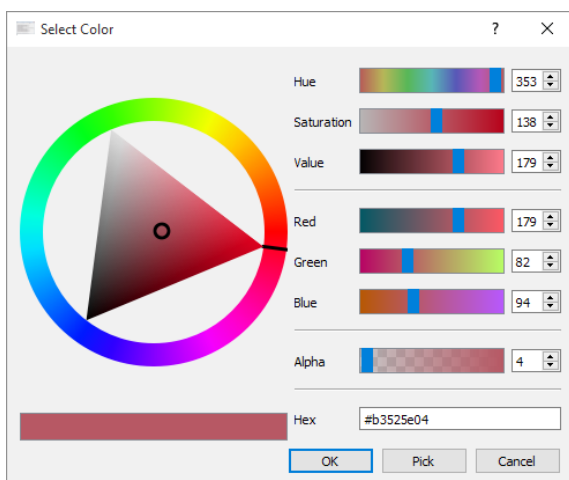 Select Color ? ×
Hue 353
Saturation 138
Value 179
Red 179
Green 82
Blue 94
Alpha 4
Hex #b3525e04
OK Pick Cancel